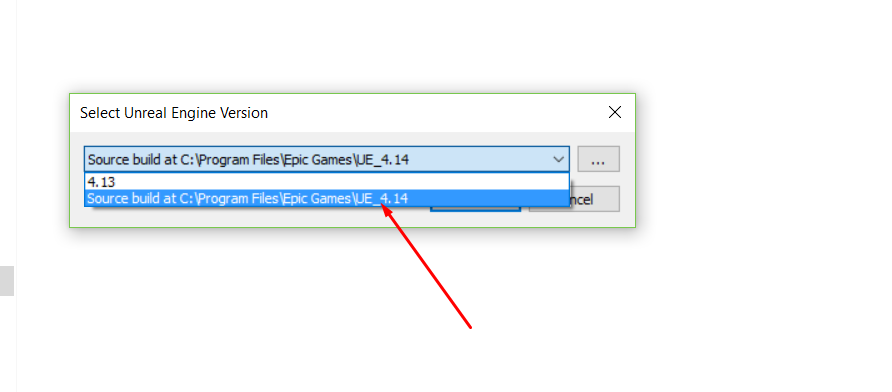 Select Unreal Engine Version
Source build at C:\Program Files\Epic Games\UE_4.14
...
4.13
Source build at C:\Program Files\Epic Games\UE_4.14
ncel